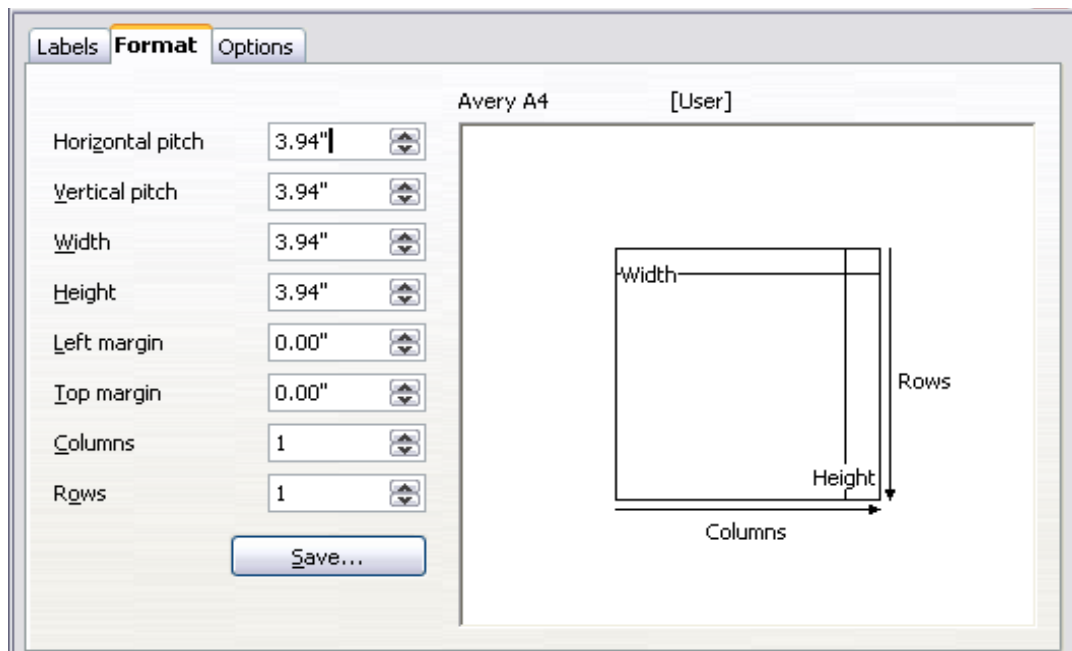 Labels Format Options
Avery A4 [User]
Horizontal pitch 3.94"
Vertical pitch 3.94"
Width 3.94"
Height 3.94"
Left margin 0.00"
Top margin 0.00"
Columns 1
Rows 1
Save...
Width
Rows
Height
Columns